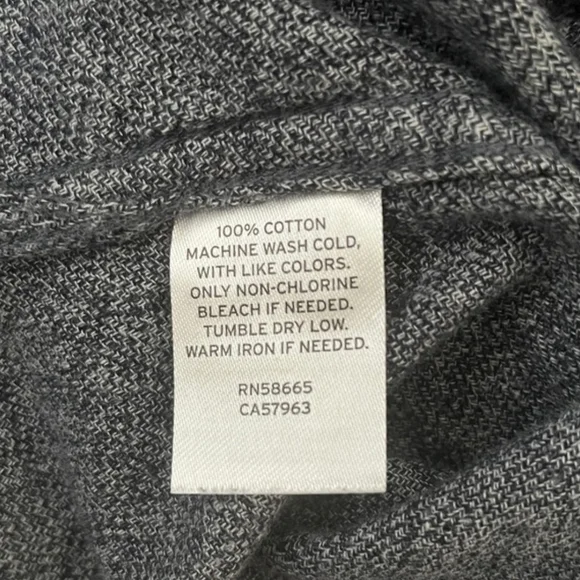 100% COTTON
MACHINE WASH COLD,
WITH LIKE COLORS.
ONLY NON-CHLORINE
BLEACH IF NEEDED.
TUMBLE DRY LOW.
WARM IRON IF NEEDED.
RN58665
CA57963